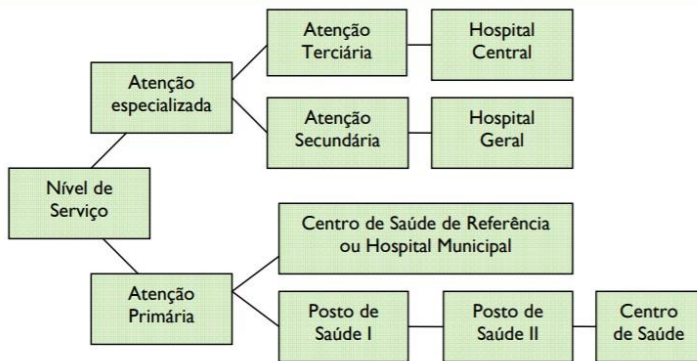 Atenção
Terciária
Hospital
Central
Atenção
especializada
Atenção
Secundária
Hospital
Geral
Nível de
Serviço
Centro de Saúde de Referência
ou Hospital Municipal
Atenção
Primária
Posto de
Saúde I
Posto de
Saúde II
Centro
de Saúde